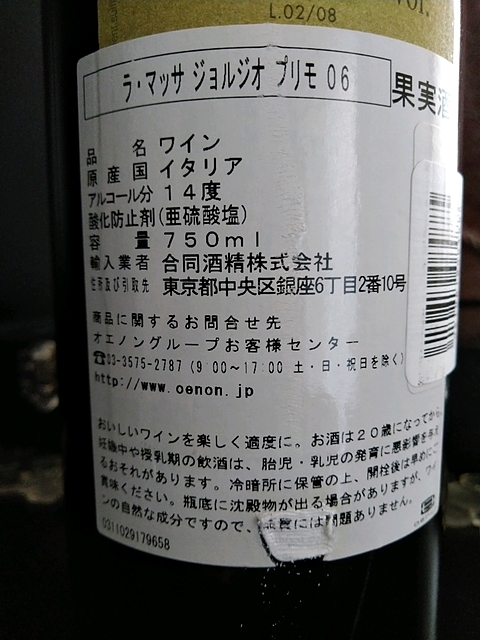 L.02/08
ラ・マッサ ジョルジオ プリモ 06
果実酒
品名 ワイン
原産国 イタリア
アルコール分 14度
酸化防止剤(亜硫酸塩)
容量 750ml
輸入業者 合同酒精株式会社
住所及び引取先 東京都中央区銀座6丁目2番10号
商品に関するお問合せ先
オエノングループお客様センター
☎03-3575-2787 (9:00~17:00 土・日・祝日を除く)
http://www.oenon.jp
おいしいワインを楽しく適度に。お酒は20歳になってから
妊娠中や授乳期の飲酒は、胎児・乳児の発育に悪影響を与え
るおそれがあります。冷暗所に保管の上、開栓後は早めにご
賞味ください。瓶底に沈殿物が出る場合がありますが、ワイ
ンの自然な成分ですので、品質には問題ありません。
0311029179658